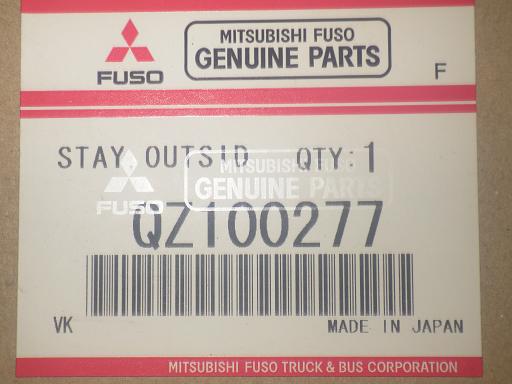 FUSO
MITSUBISHI FUSO
GENUINE PARTS
F
STAY OUTSID QTY:1
MITSUBISHI FUSO
GENUINE PARTS
FUSO
QZ100277
VK
MADE IN JAPAN
MITSUBISHI FUSO TRUCK & BUS CORPORATION